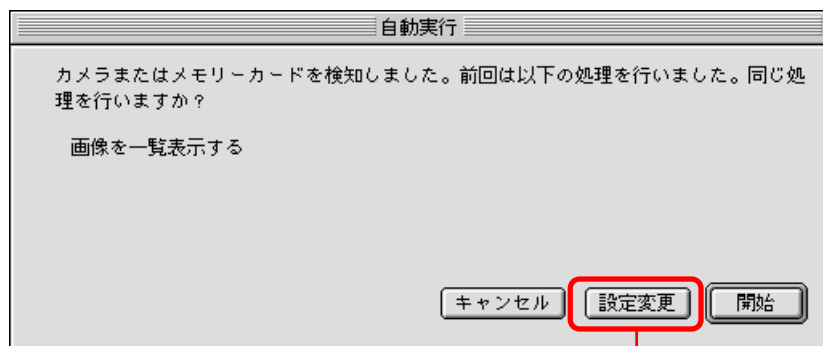 自動実行
カメラまたはメモリーカードを検知しました。前回は以下の処理を行いました。同じ処
理を行いますか？
画像を一覧表示する
キャンセル 設定変更 開始